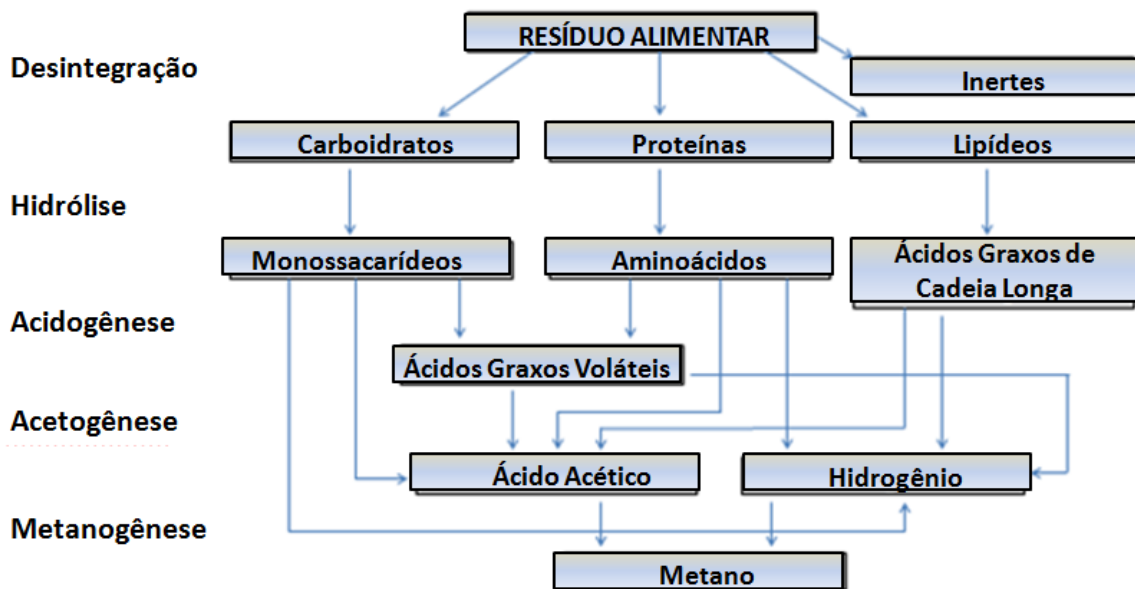 RESÍDUO ALIMENTAR
Desintegração
Inertes
Carboidratos
Proteínas
Lipídeos
Hidrólise
Monossacarídeos
Aminoácidos
Ácidos Graxos de
Cadeia Longa
Acidogênese
Ácidos Graxos Voláteis
Acetogênese
Ácido Acético
Hidrogênio
Metanogênese
Metano